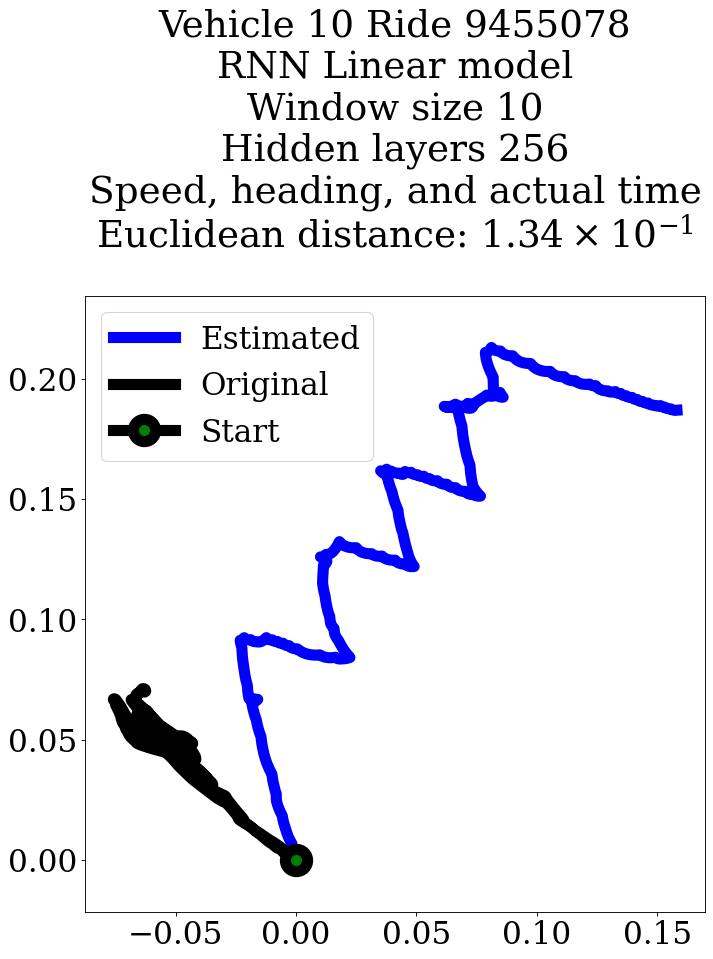 Vehicle 10 Ride 9455078
RNN Linear model
Window size 10
Hidden layers 256
Speed, heading, and actual time
Euclidean distance: 1.34 × 10⁻¹
Estimated
Original
Start
0.20
0.15
0.10
0.05
0.00
−0.05 0.00 0.05 0.10 0.15